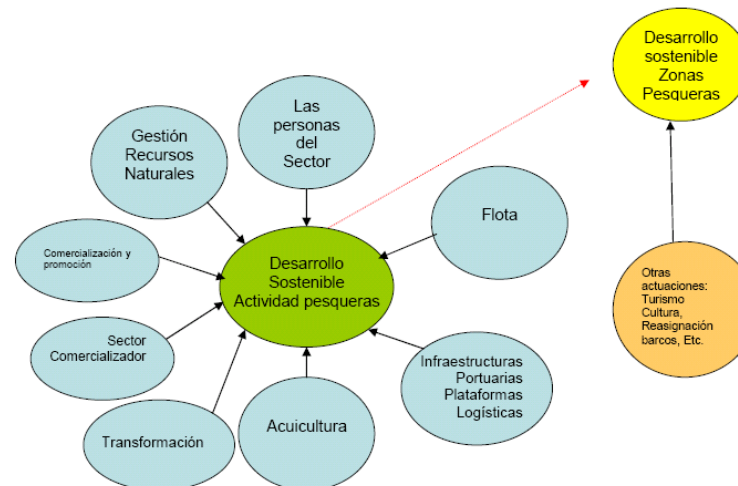 Desarrollo
sostenible
Zonas
Pesqueras
Las
personas
del
Sector
Gestión
Recursos
Naturales
Flota
Comercialización y
promoción
Desarrollo
Sostenible
Actividad pesqueras
Otras
actuaciones:
Turismo
Cultura,
Reasignación
barcos, Etc.
Sector
Comercializador
Infraestructuras
Portuarias
Plataformas
Logísticas
Acuicultura
Transformación